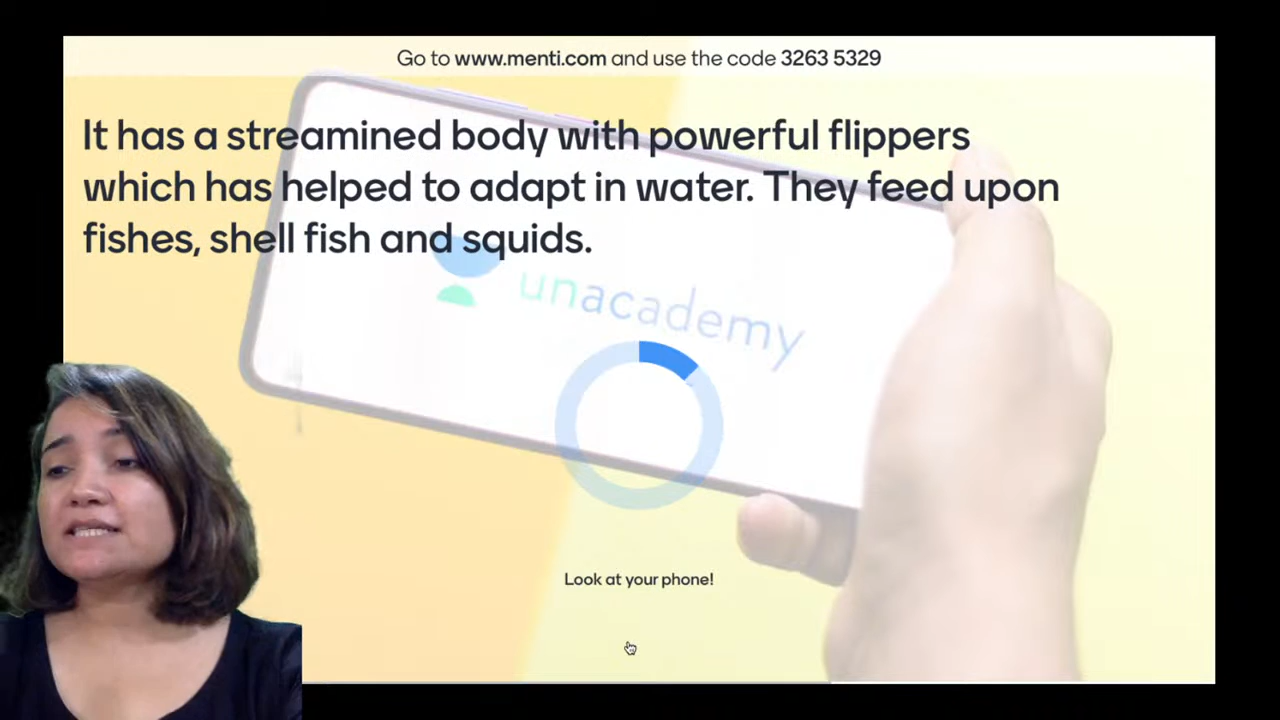 Go to www.menti.com and use the code 3263 5329
It has a streamined body with powerful flippers
which has helped to adapt in water. They feed upon
fishes, shell fish and squids.
unacademy
Look at your phone!